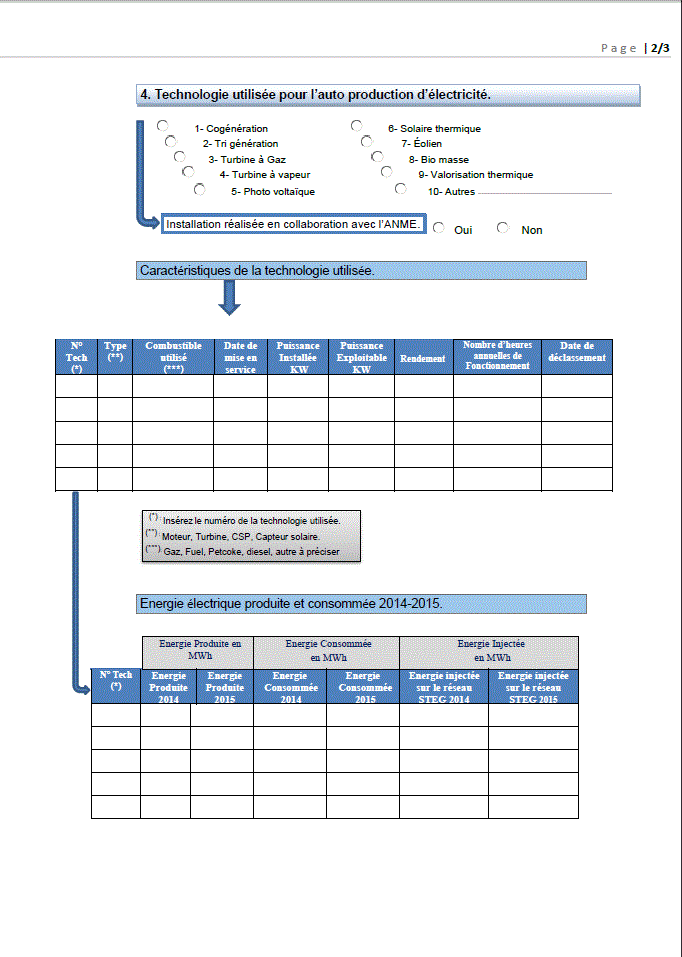 Page | 2/3
4. Technologie utilisée pour l'auto production d'électricité.
1- Cogénération
2- Tri génération
3- Turbine à Gaz
4- Turbine à vapeur
5- Photo voltaïque
6- Solaire thermique
7- Éolien
8- Bio masse
9- Valorisation thermique
10- Autres
Installation réalisée en collaboration avec l'ANME.
Oui
Non
Caractéristiques de la technologie utilisée.
N° Tech (*)
Type (**)
Combustible utilisé (***)
Date de mise en service
Puissance Installée KW
Puissance Exploitable KW
Rendement
Nombre d'heures annuelles de Fonctionnement
Date de déclassement
(*) : Insérez le numéro de la technologie utilisée.
(**) : Moteur, Turbine, CSP, Capteur solaire.
(***): Gaz, Fuel, Petcoke, diesel, autre à préciser
Energie électrique produite et consommée 2014-2015.
Energie Produite en MWh
Energie Consommée en MWh
Energie Injectée en MWh
N° Tech (*)
Energie Produite 2014
Energie Produite 2015
Energie Consommée 2014
Energie Consommée 2015
Energie injectée sur le réseau STEG 2014
Energie injectée sur le réseau STEG 2015